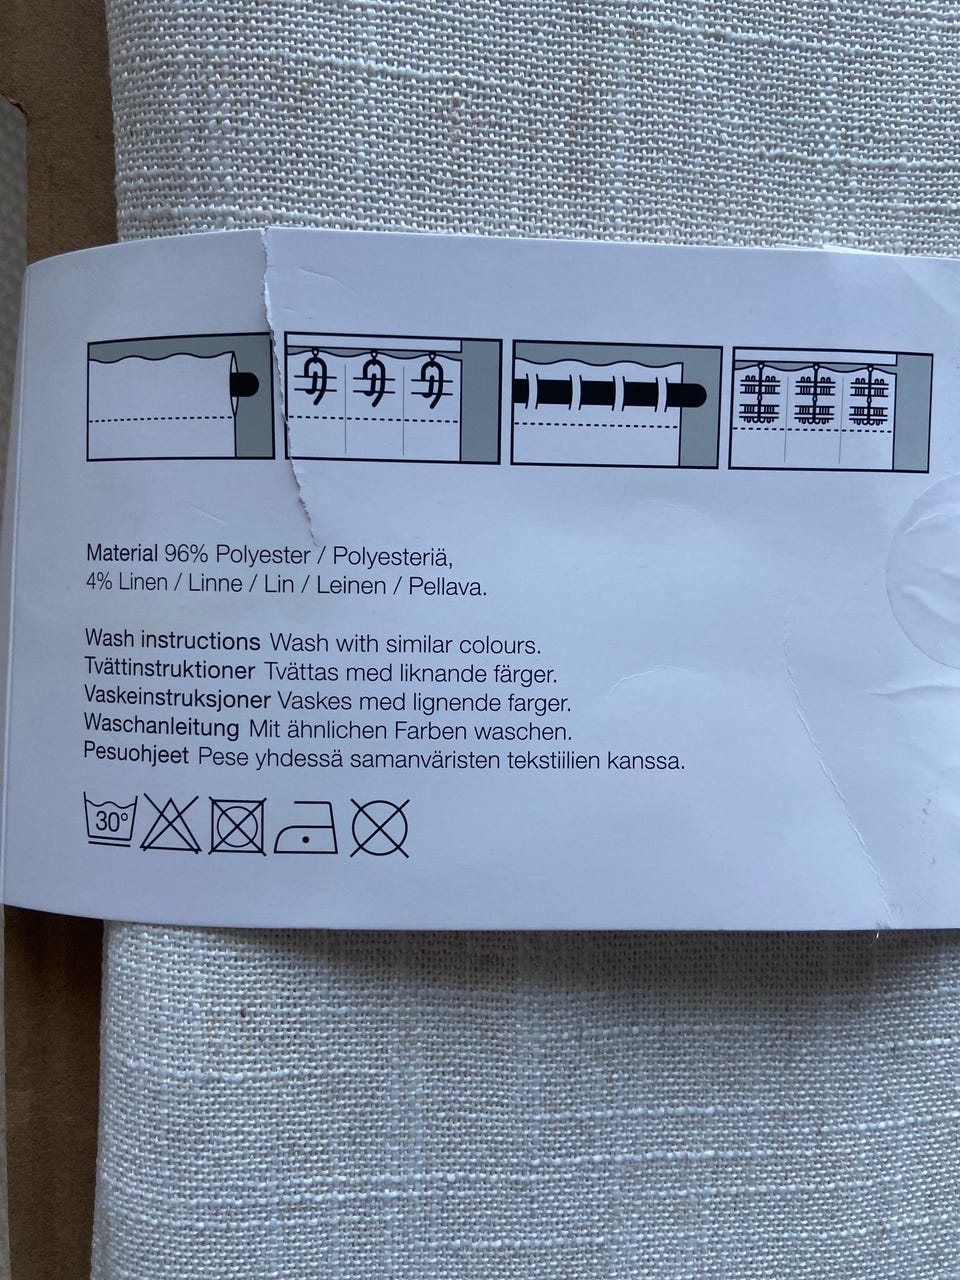 Material 96% Polyester / Polyesteriä,
4% Linen / Linne / Lin / Leinen / Pellava.
Wash instructions Wash with similar colours.
Tvättinstruktioner Tvättas med liknande färger.
Vaskeinstruksjoner Vaskes med lignende farger.
Waschanleitung Mit ähnlichen Farben waschen.
Pesuohjeet Pese yhdessä samanväristen tekstiilien kanssa.
30°